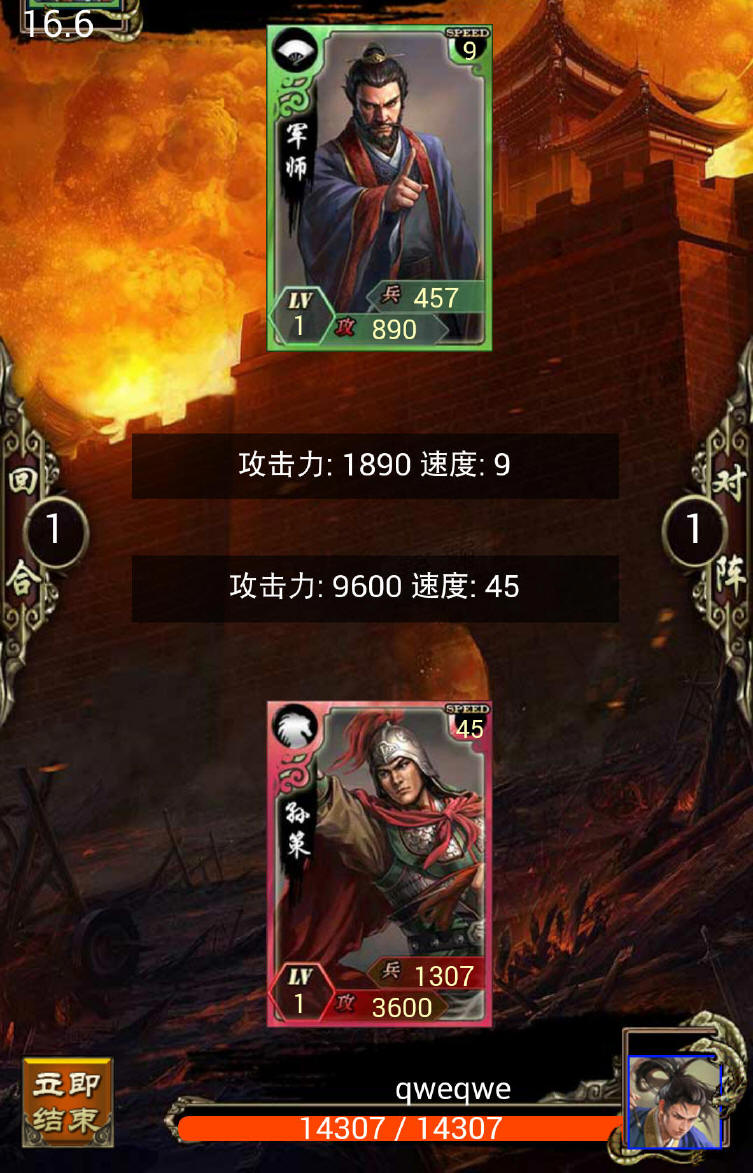 16.6
SPEED
9
军师
LV
1
兵 457
攻 890
攻击力: 1890 速度: 9
回合
1
对阵
1
攻击力: 9600 速度: 45
SPEED
45
孙策
LV
1
兵 1307
攻 3600
立即
结束
qweqwe
14307 / 14307